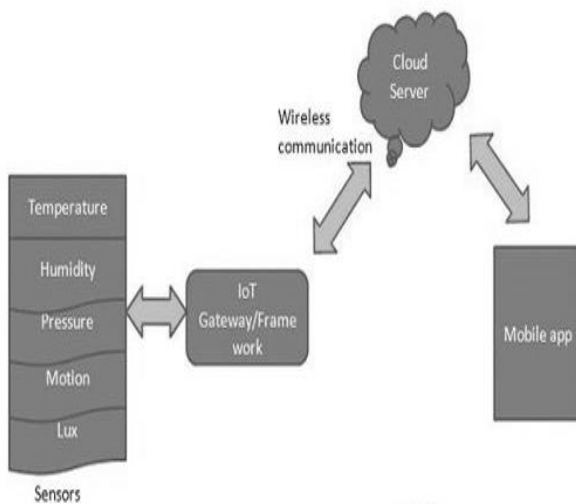 Cloud
Server
Wireless
communication
Temperature
Humidity
Pressure
Motion
Lux
Sensors
IoT
Gateway/Frame
work
Mobile app